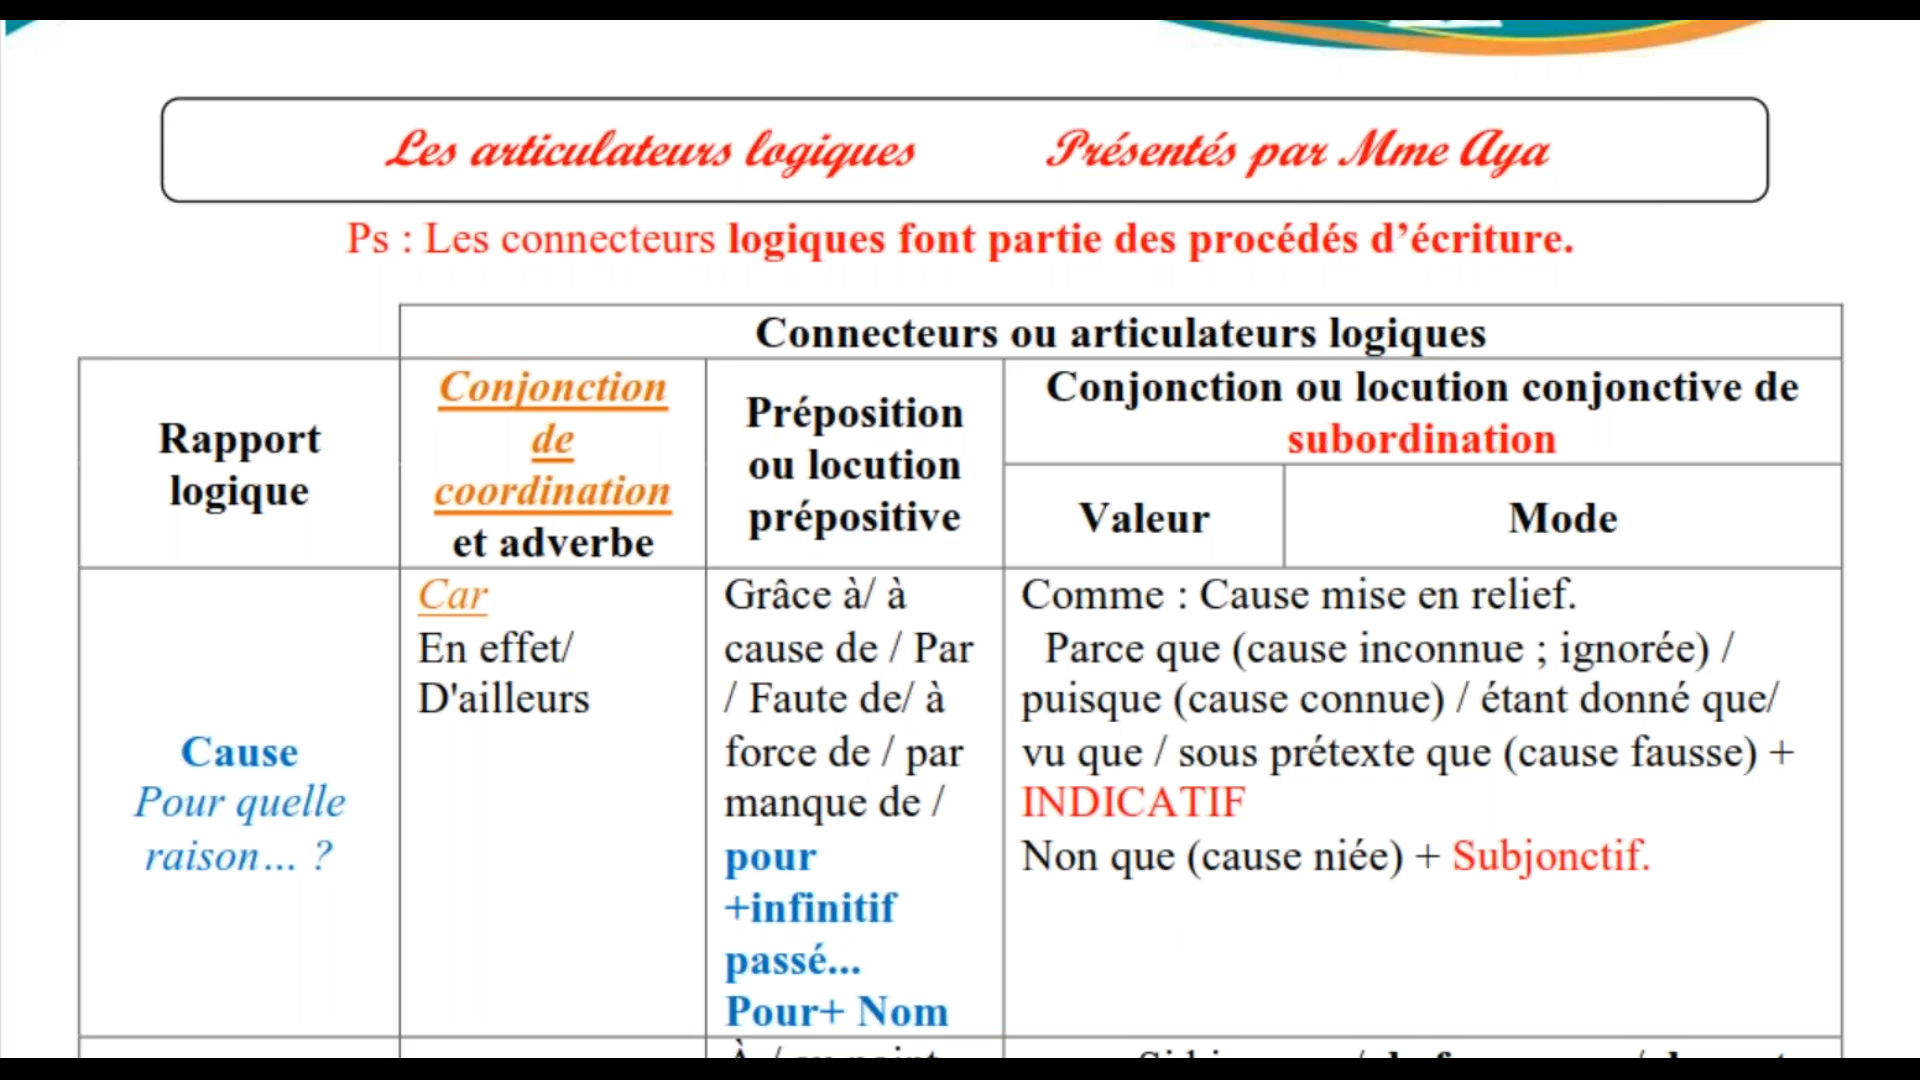 Les articulateurs logiques Présentés par Mme Aya
Ps : Les connecteurs logiques font partie des procédés d’écriture.
Connecteurs ou articulateurs logiques
Rapport
logique
Conjonction
de
coordination
et adverbe
Préposition
ou locution
prépositive
Conjonction ou locution conjonctive de
subordination
Valeur
Mode
Cause
Pour quelle
raison… ?
Car
En effet/
D'ailleurs
Grâce à/ à
cause de / Par
/ Faute de/ à
force de / par
manque de /
pour
+infinitif
passé...
Pour+ Nom
Comme : Cause mise en relief.
Parce que (cause inconnue ; ignorée) /
puisque (cause connue) / étant donné que/
vu que / sous prétexte que (cause fausse) +
INDICATIF
Non que (cause niée) + Subjonctif.